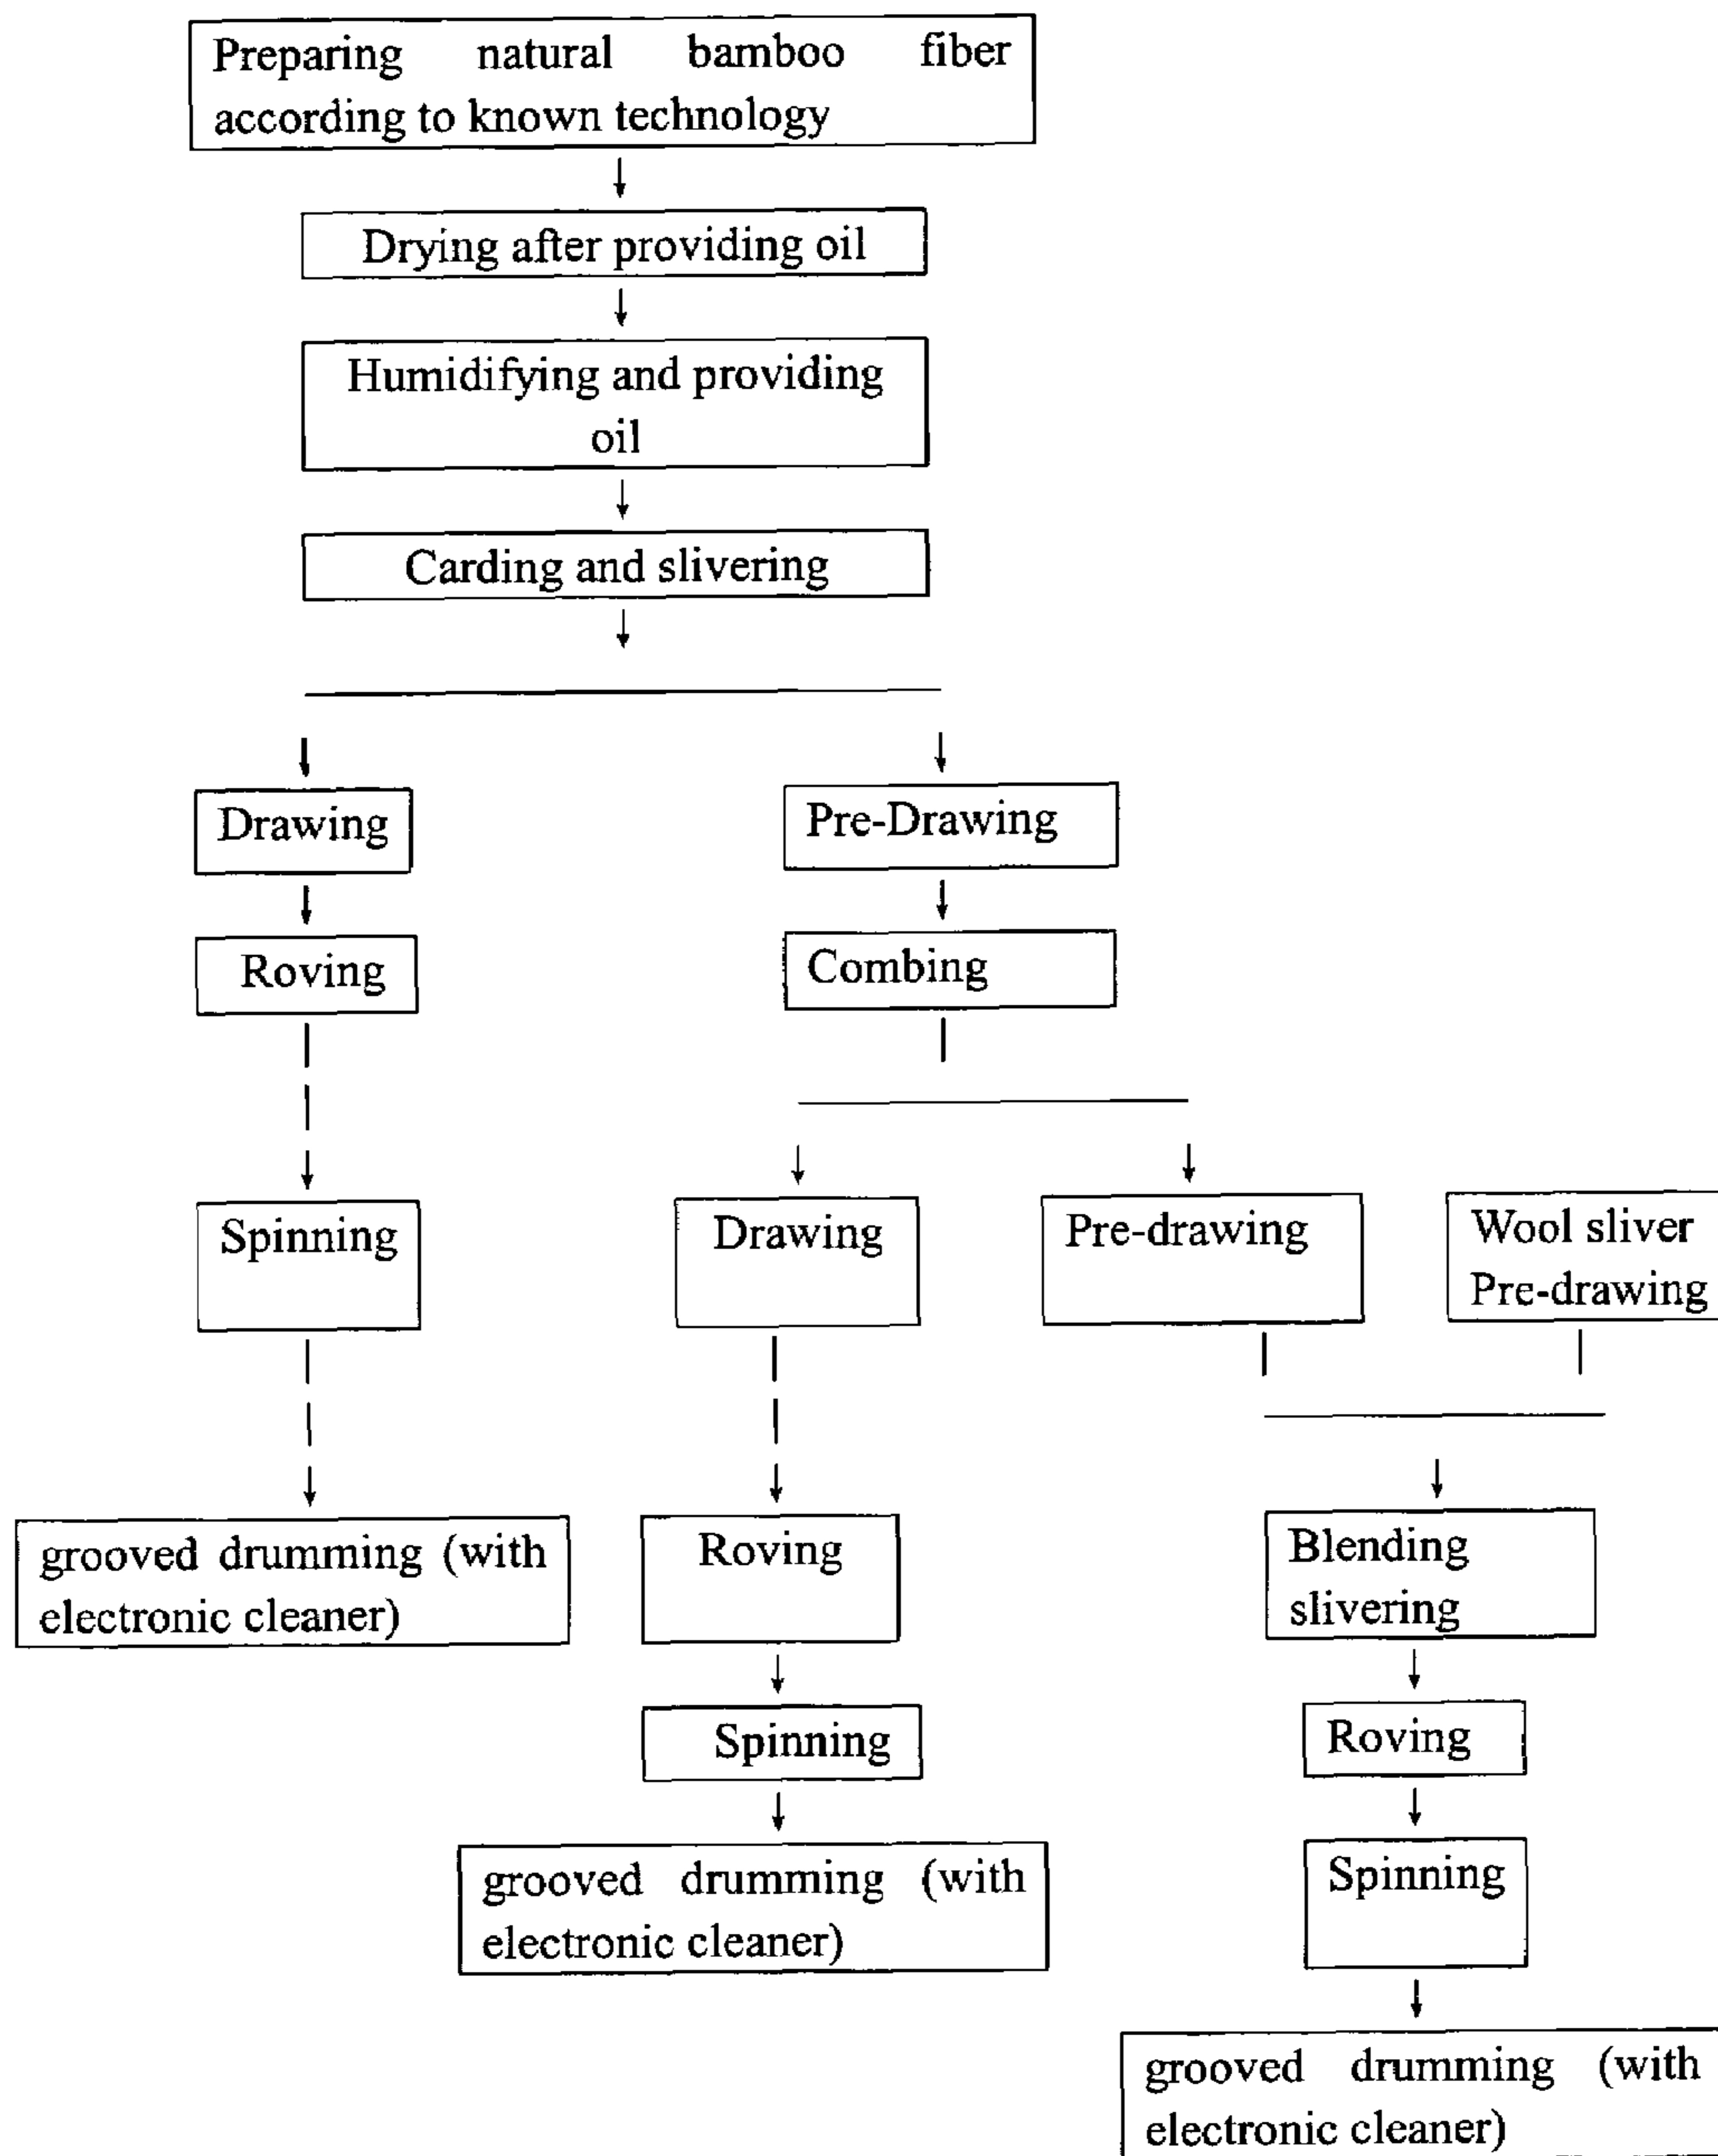 Preparing natural bamboo fiber
according to known technology
Drying after providing oil
Humidifying and providing
oil
Carding and slivering
Drawing
Pre-Drawing
Roving
Combing
Spinning
Drawing
Pre-drawing
Wool sliver
Pre-drawing
grooved drumming (with
electronic cleaner)
Roving
Blending
slivering
Spinning
Roving
grooved drumming (with
electronic cleaner)
Spinning
grooved drumming (with
electronic cleaner)